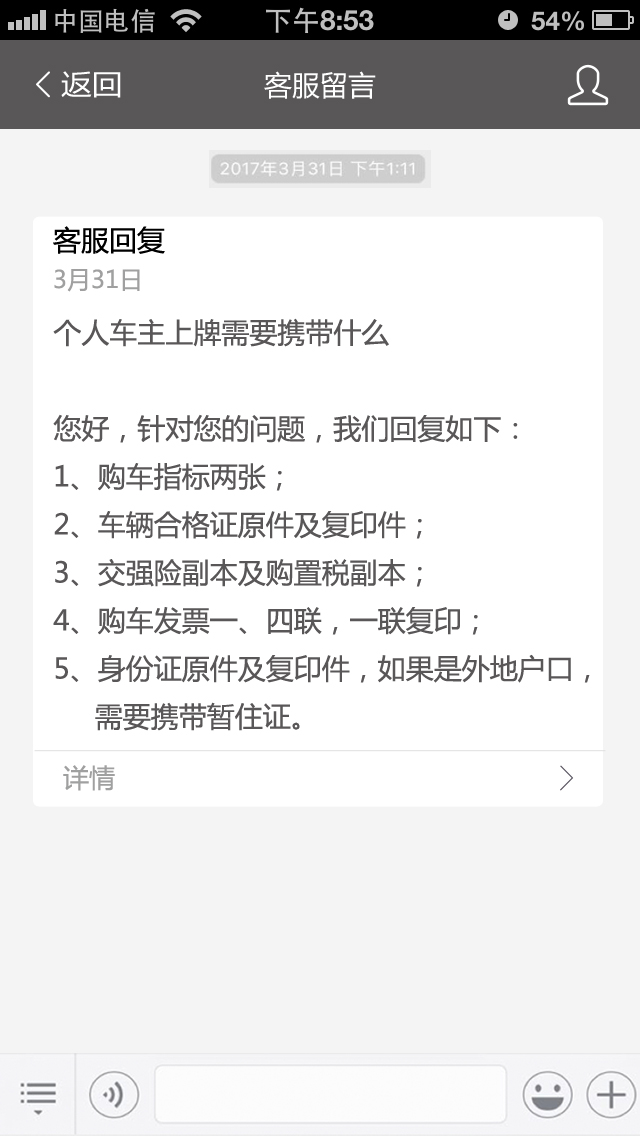 中国电信 下午8:53 54%
返回 客服留言
2017年3月31日 下午1:11
客服回复
3月31日
个人车主上牌需要携带什么
您好，针对您的问题，我们回复如下：
1、购车指标两张；
2、车辆合格证原件及复印件；
3、交强险副本及购置税副本；
4、购车发票一、四联，一联复印；
5、身份证原件及复印件，如果是外地户口，
需要携带暂住证。
详情